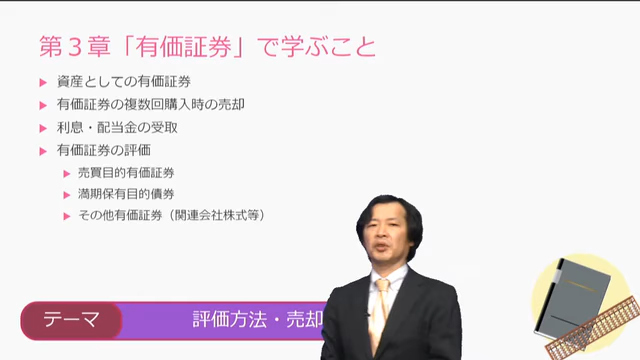 第３章「有価証券」で学ぶこと
資産としての有価証券
有価証券の複数回購入時の売却
利息・配当金の受取
有価証券の評価
売買目的有価証券
満期保有目的債券
その他有価証券（関連会社株式等）
テーマ 評価方法・売却